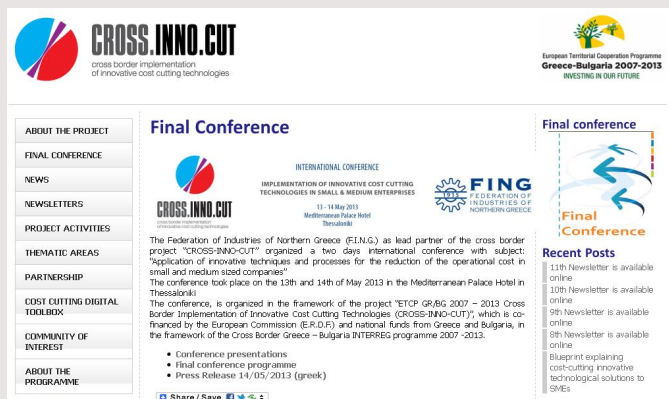 CROSS.INNO.CUT
cross border implementation
of innovative cost cutting technologies
European Territorial Cooperation Programme
Greece-Bulgaria 2007-2013
INVESTING IN OUR FUTURE
ABOUT THE PROJECT
FINAL CONFERENCE
NEWS
NEWSLETTERS
PROJECT ACTIVITIES
THEMATIC AREAS
PARTNERSHIP
COST CUTTING DIGITAL
TOOLBOX
COMMUNITY OF
INTEREST
ABOUT THE
PROGRAMME
Final Conference
CROSS.INNO.CUT
cross border implementation
of innovative cost cutting technologies
INTERNATIONAL CONFERENCE
IMPLEMENTATION OF INNOVATIVE COST CUTTING
TECHNOLOGIES IN SMALL & MEDIUM ENTERPRISES
13 - 14 May 2013
Mediterranean Palace Hotel
Thessaloniki
1915
FING
FEDERATION OF
INDUSTRIES OF
NORTHERN GREECE
The Federation of Industries of Northern Greece (F.I.N.G.) as lead partner of the cross border
project "CROSS-INNO-CUT" organized a two days international conference with subject:
"Application of innovative techniques and processes for the reduction of the operational cost in
small and medium sized companies"
The conference took place on the 13th and 14th of May 2013 in the Mediterranean Palace Hotel in
Thessaloniki
The conference, is organized in the framework of the project "ETCP GR/BG 2007 – 2013 Cross
Border Implementation of Innovative Cost Cutting Technologies (CROSS-INNO-CUT)", which is co-
financed by the European Commission (E.R.D.F.) and national funds from Greece and Bulgaria, in
the framework of the Cross Border Greece – Bulgaria INTERREG programme 2007 -2013.
• Conference presentations
• Final conference programme
• Press Release 14/05/2013 (greek)
Share / Save
Final conference
Final
Conference
Recent Posts
11th Newsletter is available
online
10th Newsletter is available
online
9th Newsletter is available
online
8th Newsletter is available
online
Blueprint explaining
cost-cutting innovative
technological solutions to
SMEs